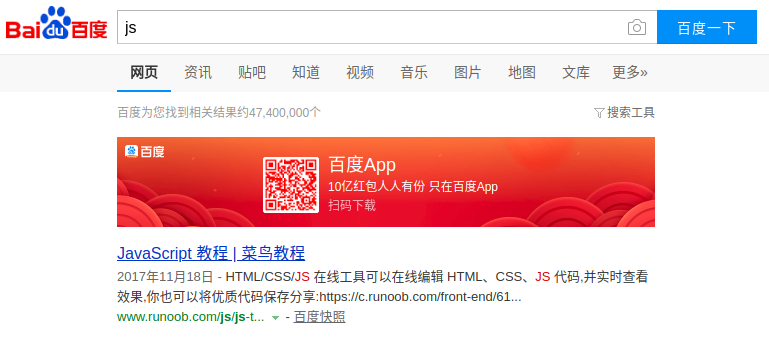 Bai du 百度
js
百度一下
网页 资讯 贴吧 知道 视频 音乐 图片 地图 文库 更多»
百度为您找到相关结果约47,400,000个 搜索工具
百度
百度App
10亿红包人人有份 只在百度App
扫码下载
JavaScript 教程 | 菜鸟教程
2017年11月18日 - HTML/CSS/JS 在线工具可以在线编辑 HTML、CSS、JS 代码,并实时查看
效果,你也可以将优质代码保存分享:https://c.runoob.com/front-end/61...
www.runoob.com/js/js-t... - 百度快照